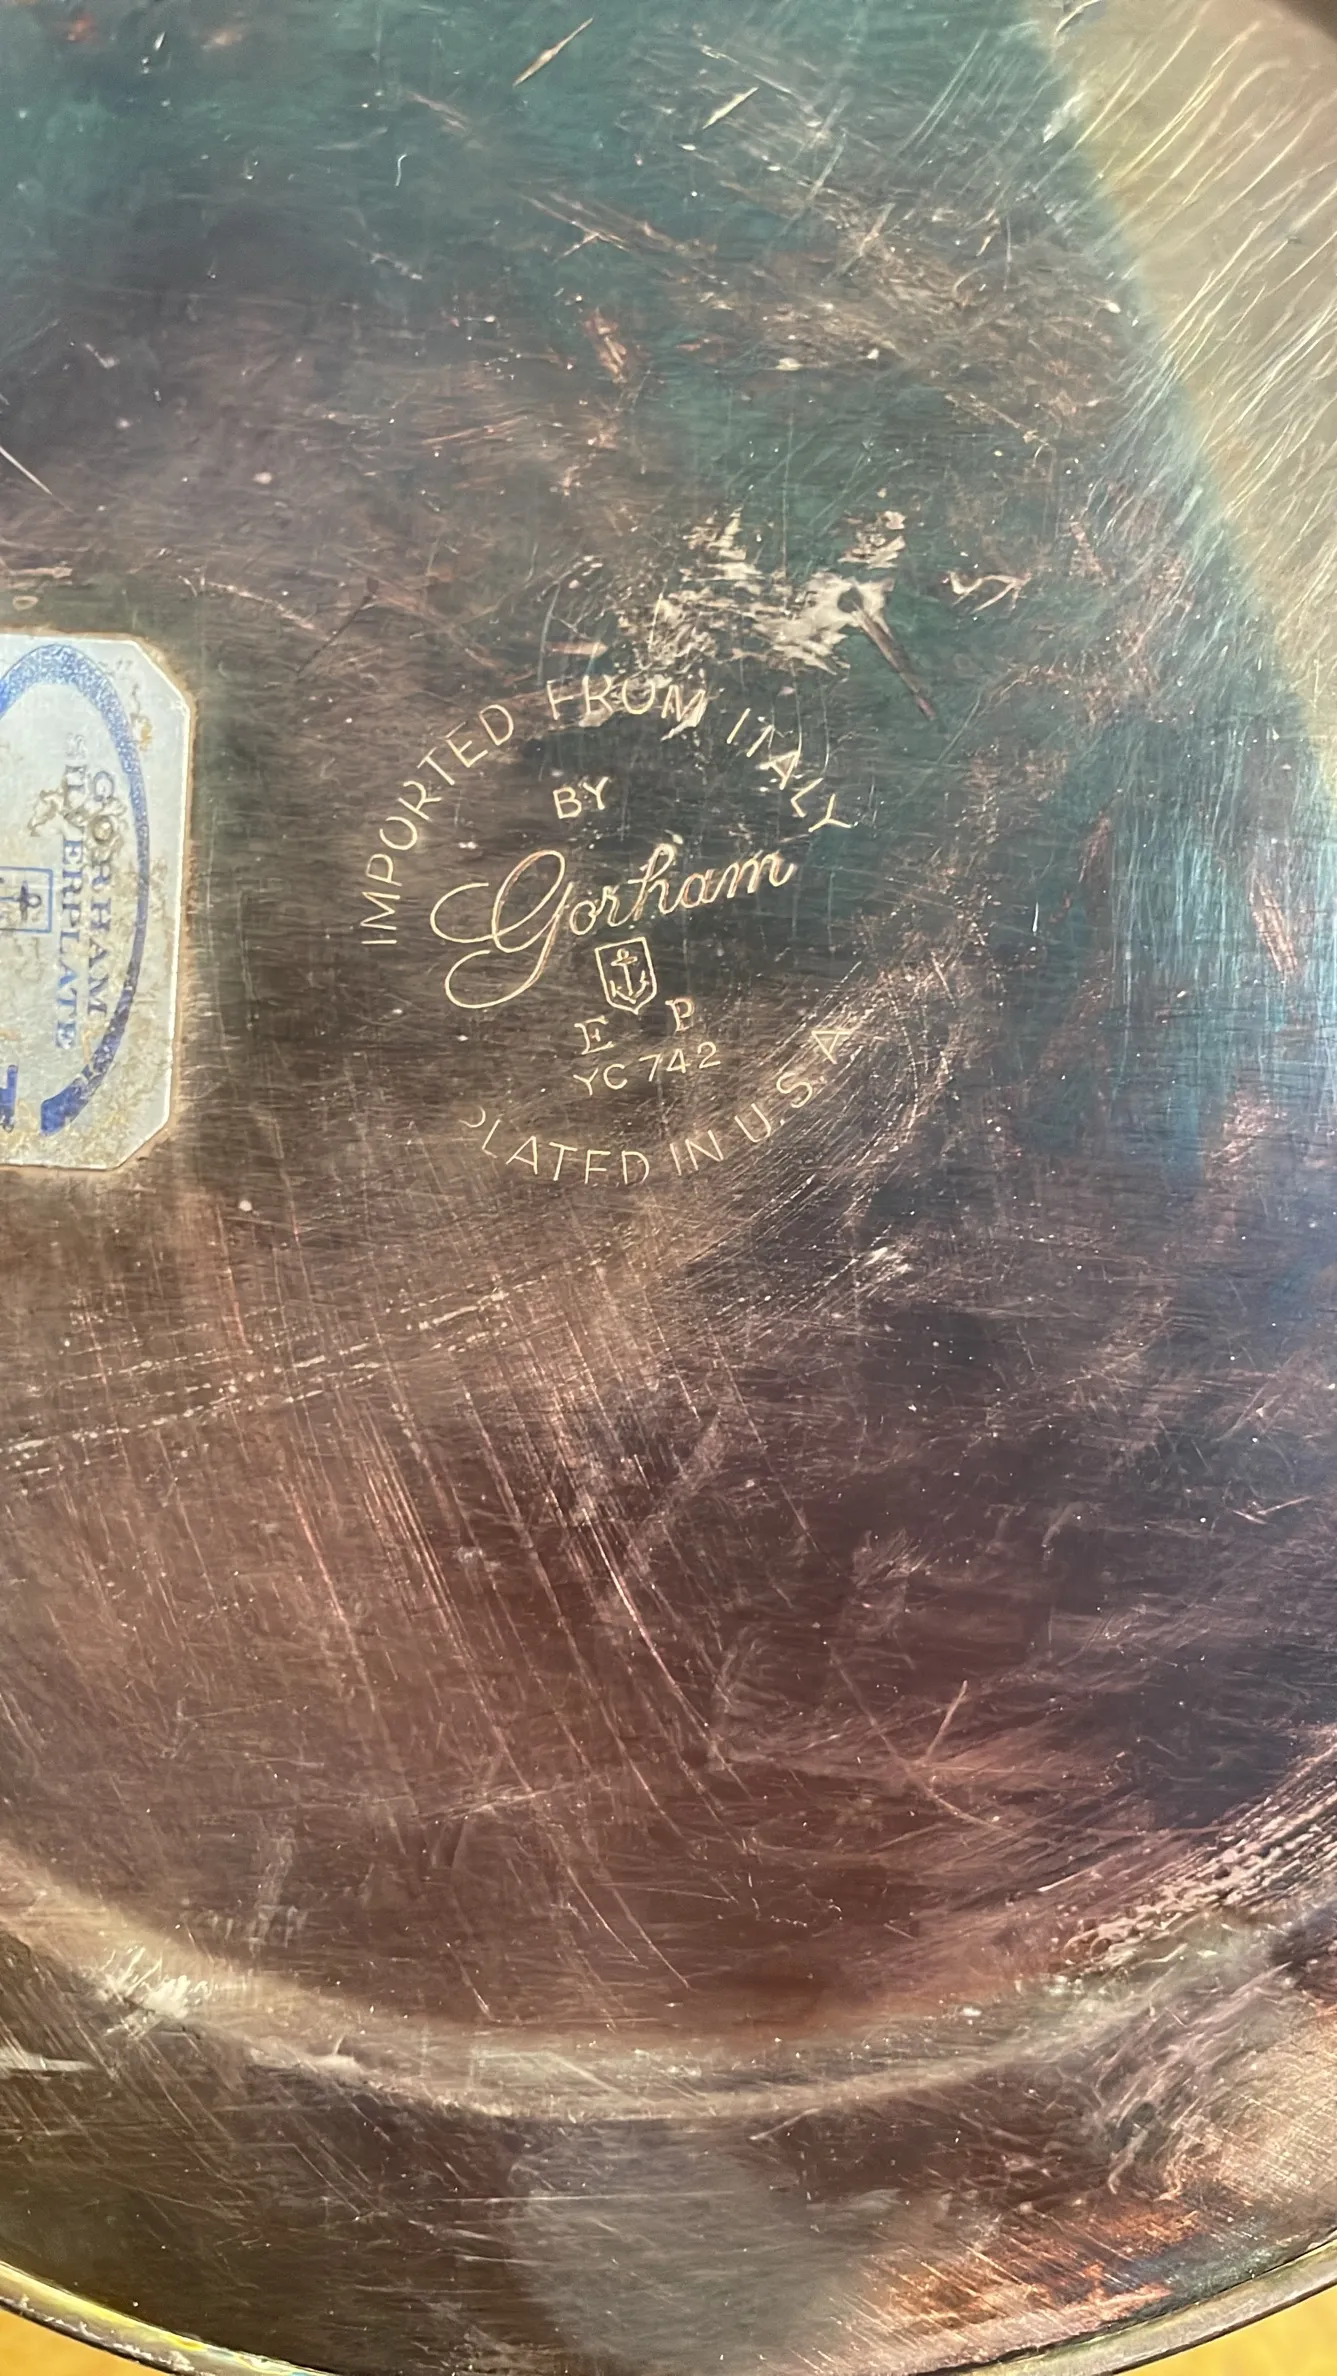 IMPORTED FROM ITALY
BY
Gorham
E P
YC 742
PLATED IN U.S.A
GORHAM
SILVERPLATE